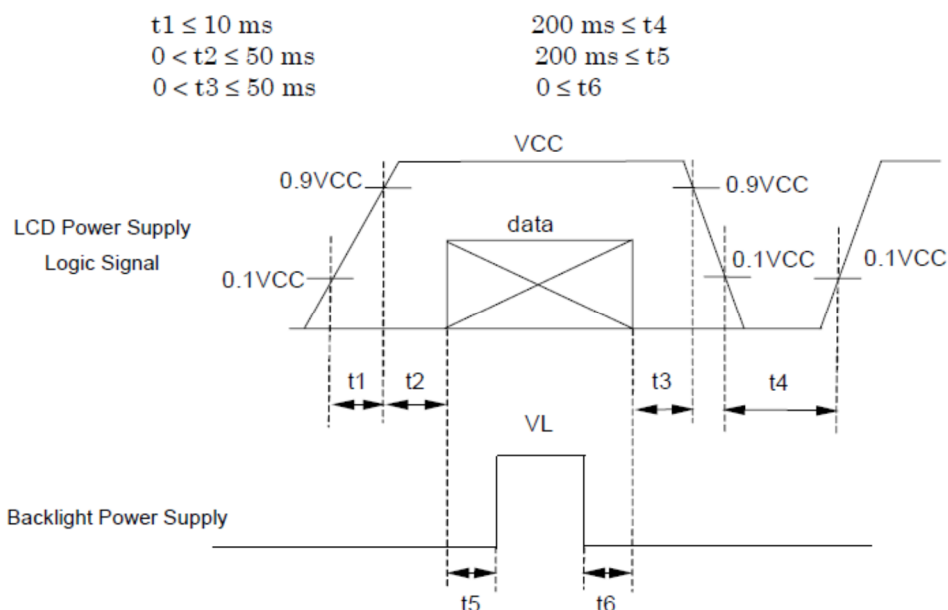 t1 ≤ 10 ms 200 ms ≤ t4
0 < t2 ≤ 50 ms 200 ms ≤ t5
0 < t3 ≤ 50 ms 0 ≤ t6
VCC
0.9VCC 0.9VCC
LCD Power Supply data
Logic Signal
0.1VCC 0.1VCC 0.1VCC
t1 t2 t3 t4
VL
Backlight Power Supply
t5 t6